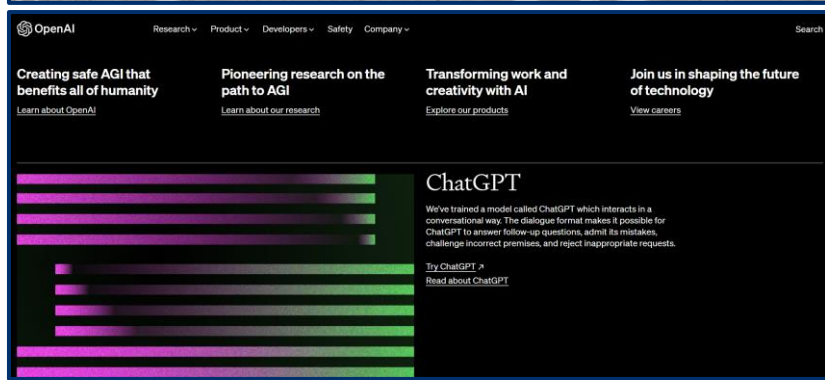 OpenAI Research Product Developers Safety Company Search
Creating safe AGI that
benefits all of humanity
Learn about OpenAI
Pioneering research on the
path to AGI
Learn about our research
Transforming work and
creativity with AI
Explore our products
Join us in shaping the future
of technology
View careers
ChatGPT
We've trained a model called ChatGPT which interacts in a
conversational way. The dialogue format makes it possible for
ChatGPT to answer follow-up questions, admit its mistakes,
challenge incorrect premises, and reject inappropriate requests.
Try ChatGPT ↗
Read about ChatGPT